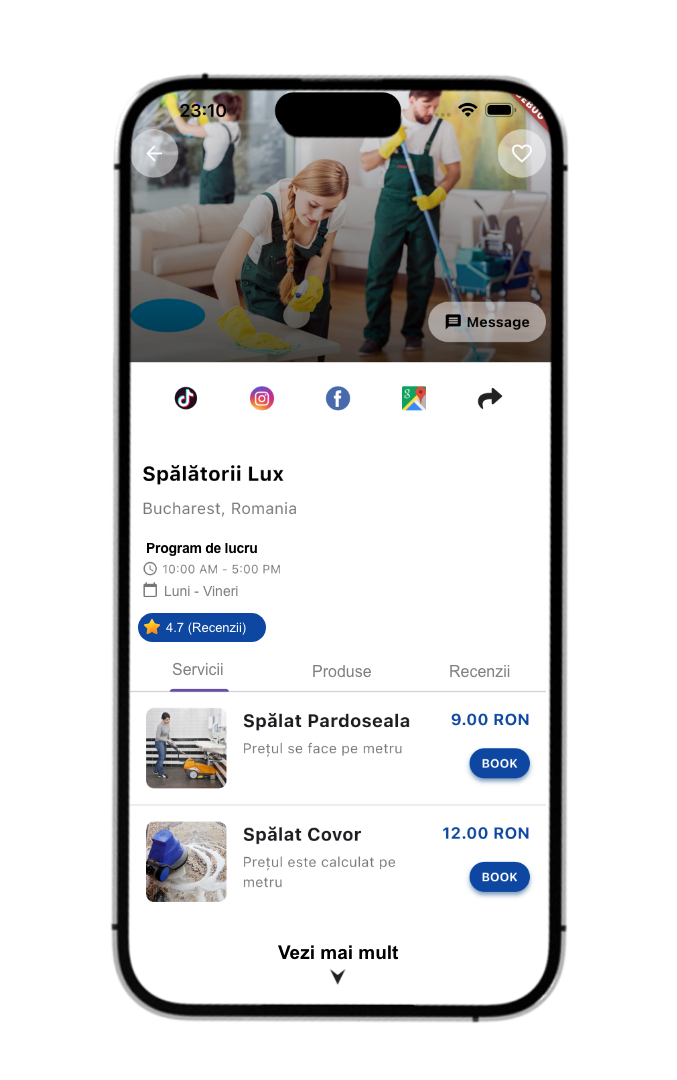 23:10
DEBUG
Message
Spălătorii Lux
Bucharest, Romania
Program de lucru
10:00 AM - 5:00 PM
Luni - Vineri
4.7 (Recenzii)
Servicii Produse Recenzii
Spălat Pardoseala 9.00 RON
Prețul se face pe metru
BOOK
Spălat Covor 12.00 RON
Prețul este calculat pe
metru
BOOK
Vezi mai mult